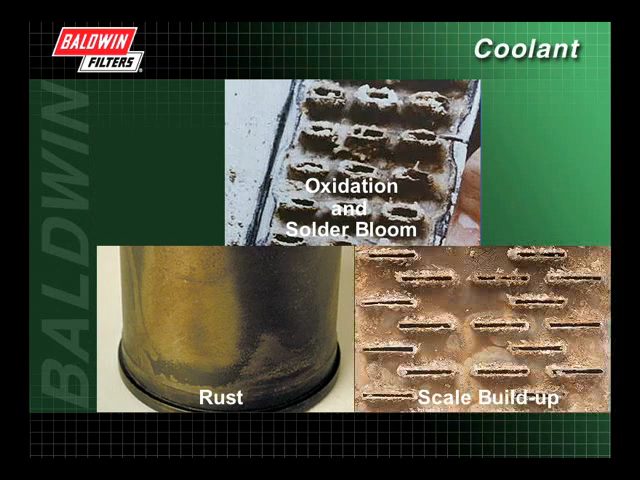 BALDWIN
FILTERS
Coolant
BALDWIN
Oxidation
and
Solder Bloom
Rust
Scale Build-up